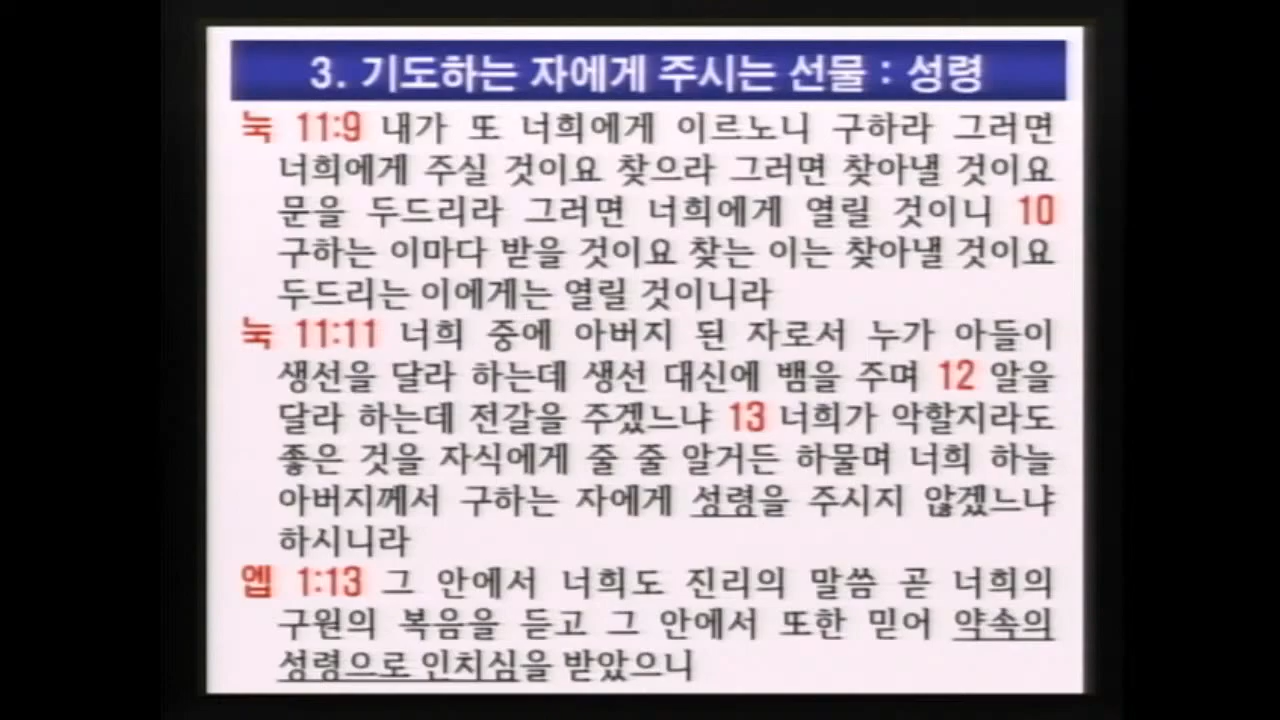 3. 기도하는 자에게 주시는 선물 : 성령
눅 11:9 내가 또 너희에게 이르노니 구하라 그러면
너희에게 주실 것이요 찾으라 그러면 찾아낼 것이요
문을 두드리라 그러면 너희에게 열릴 것이니 10
구하는 이마다 받을 것이요 찾는 이는 찾아낼 것이요
두드리는 이에게는 열릴 것이니라
눅 11:11 너희 중에 아버지 된 자로서 누가 아들이
생선을 달라 하는데 생선 대신에 뱀을 주며 12 알을
달라 하는데 전갈을 주겠느냐 13 너희가 악할지라도
좋은 것을 자식에게 줄 줄 알거든 하물며 너희 하늘
아버지께서 구하는 자에게 성령을 주시지 않겠느냐
하시니라
엡 1:13 그 안에서 너희도 진리의 말씀 곧 너희의
구원의 복음을 듣고 그 안에서 또한 믿어 약속의
성령으로 인치심을 받았으니